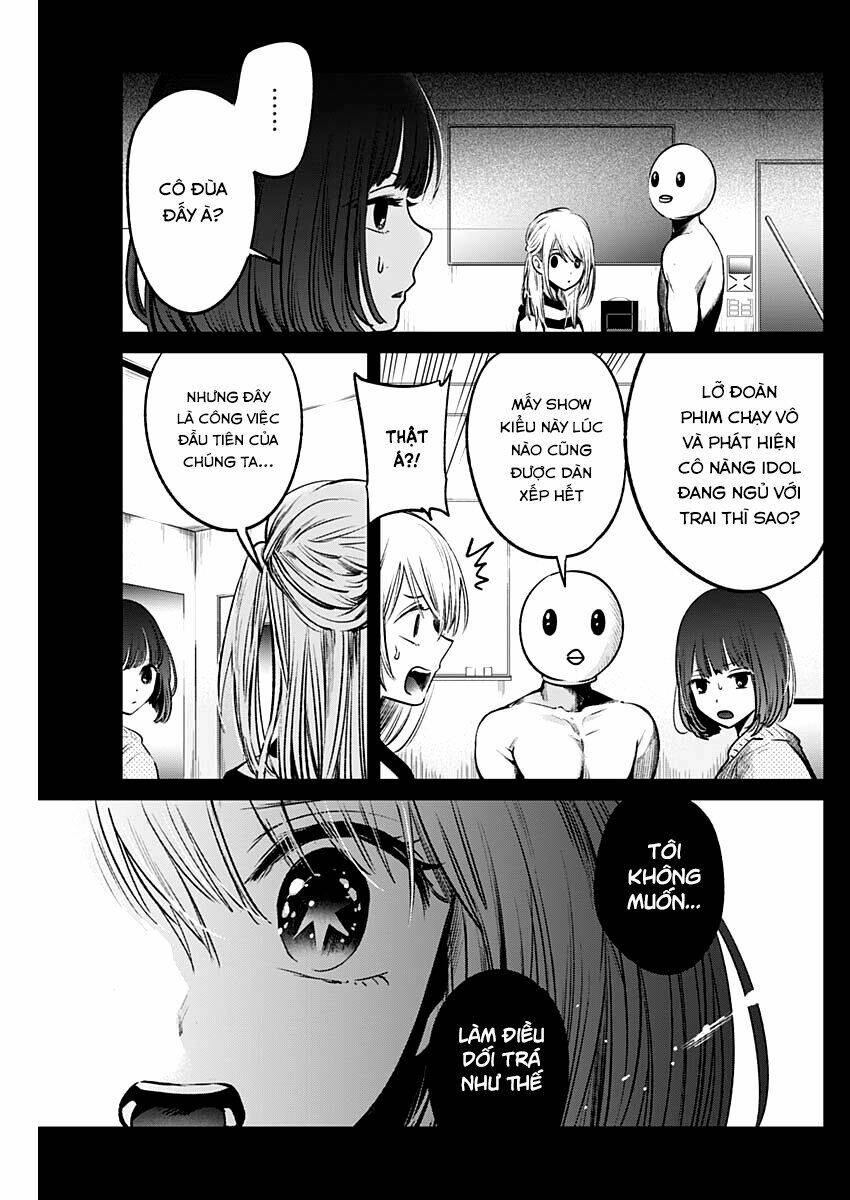 ......
CÔ ĐÙA
ĐẤY À?
LỠ ĐOÀN
PHIM CHẠY VÔ
VÀ PHÁT HIỆN
CÔ NÀNG IDOL
ĐANG NGỦ VỚI
TRAI THÌ SAO?
MẤY SHOW
KIỂU NÀY LÚC
NÀO CŨNG
ĐƯỢC DÀN
XẾP HẾT
THẬT
Á?!
NHƯNG ĐÂY
LÀ CÔNG VIỆC
ĐẦU TIÊN CỦA
CHÚNG TA...
TÔI
KHÔNG
MUỐN...
LÀM ĐIỀU
DỐI TRÁ
NHƯ THẾ